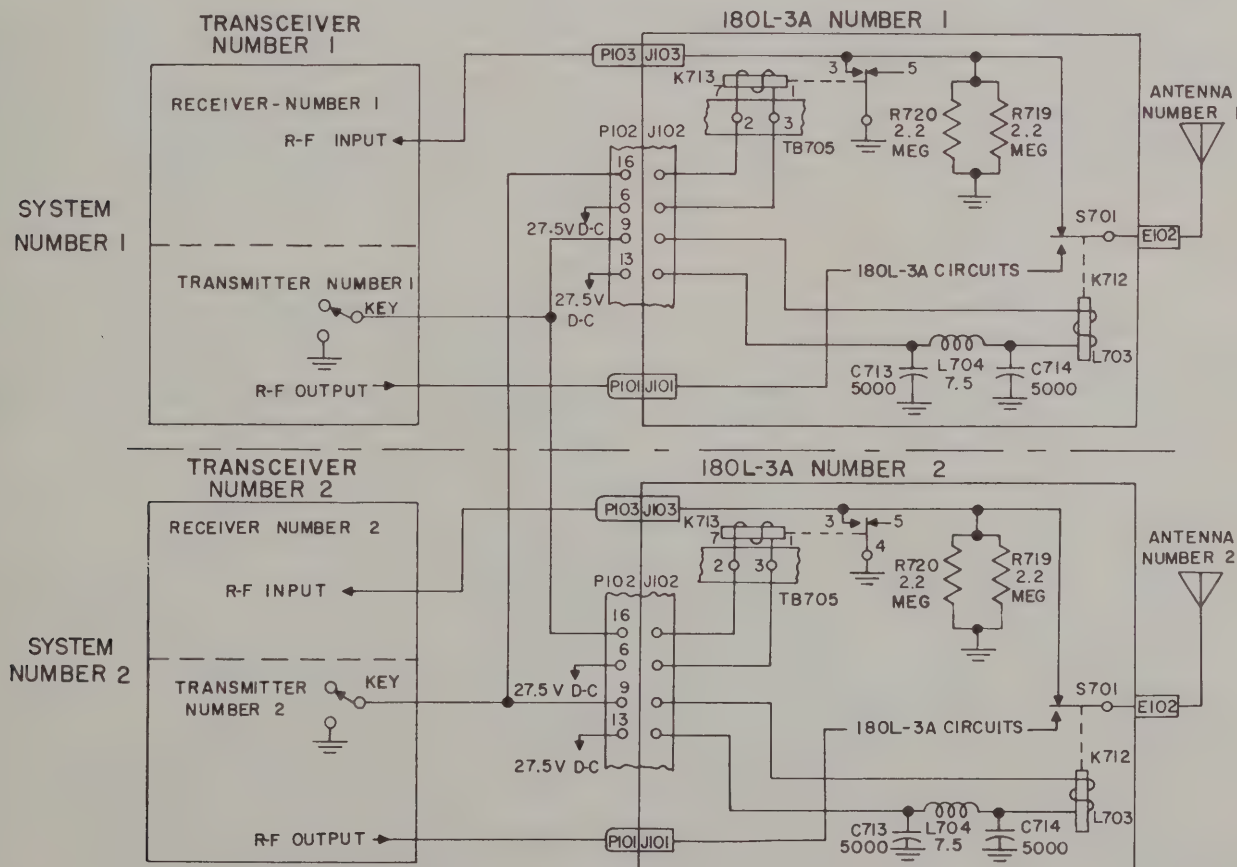 TRANSCEIVER
NUMBER 1
180L-3A NUMBER 1
SYSTEM
NUMBER 1
RECEIVER-NUMBER 1
R-F INPUT
TRANSMITTER NUMBER 1
KEY
R-F OUTPUT
P103 J103
K713
7
1
2
3
TB705
3
5
R720
2.2
MEG
R719
2.2
MEG
ANTENNA
NUMBER 1
P102 J102
16
6
27.5V D-C
9
13
27.5V
D-C
S701
E102
180L-3A CIRCUITS
K712
L703
C713
5000
L704
7.5
C714
5000
P101 J101
TRANSCEIVER
NUMBER 2
180L-3A NUMBER 2
SYSTEM
NUMBER 2
RECEIVER NUMBER 2
R-F INPUT
TRANSMITTER
NUMBER 2
KEY
R-F OUTPUT
P103 J103
K713
7
1
2
3
TB705
3
5
4
R720
2.2
MEG
R719
2.2
MEG
ANTENNA
NUMBER 2
P102 J102
16
6
27.5V D-C
9
13
27.5V D-C
S701
E102
180L-3A CIRCUITS
K712
L703
C713
5000
L704
7.5
C714
5000
P101 J101